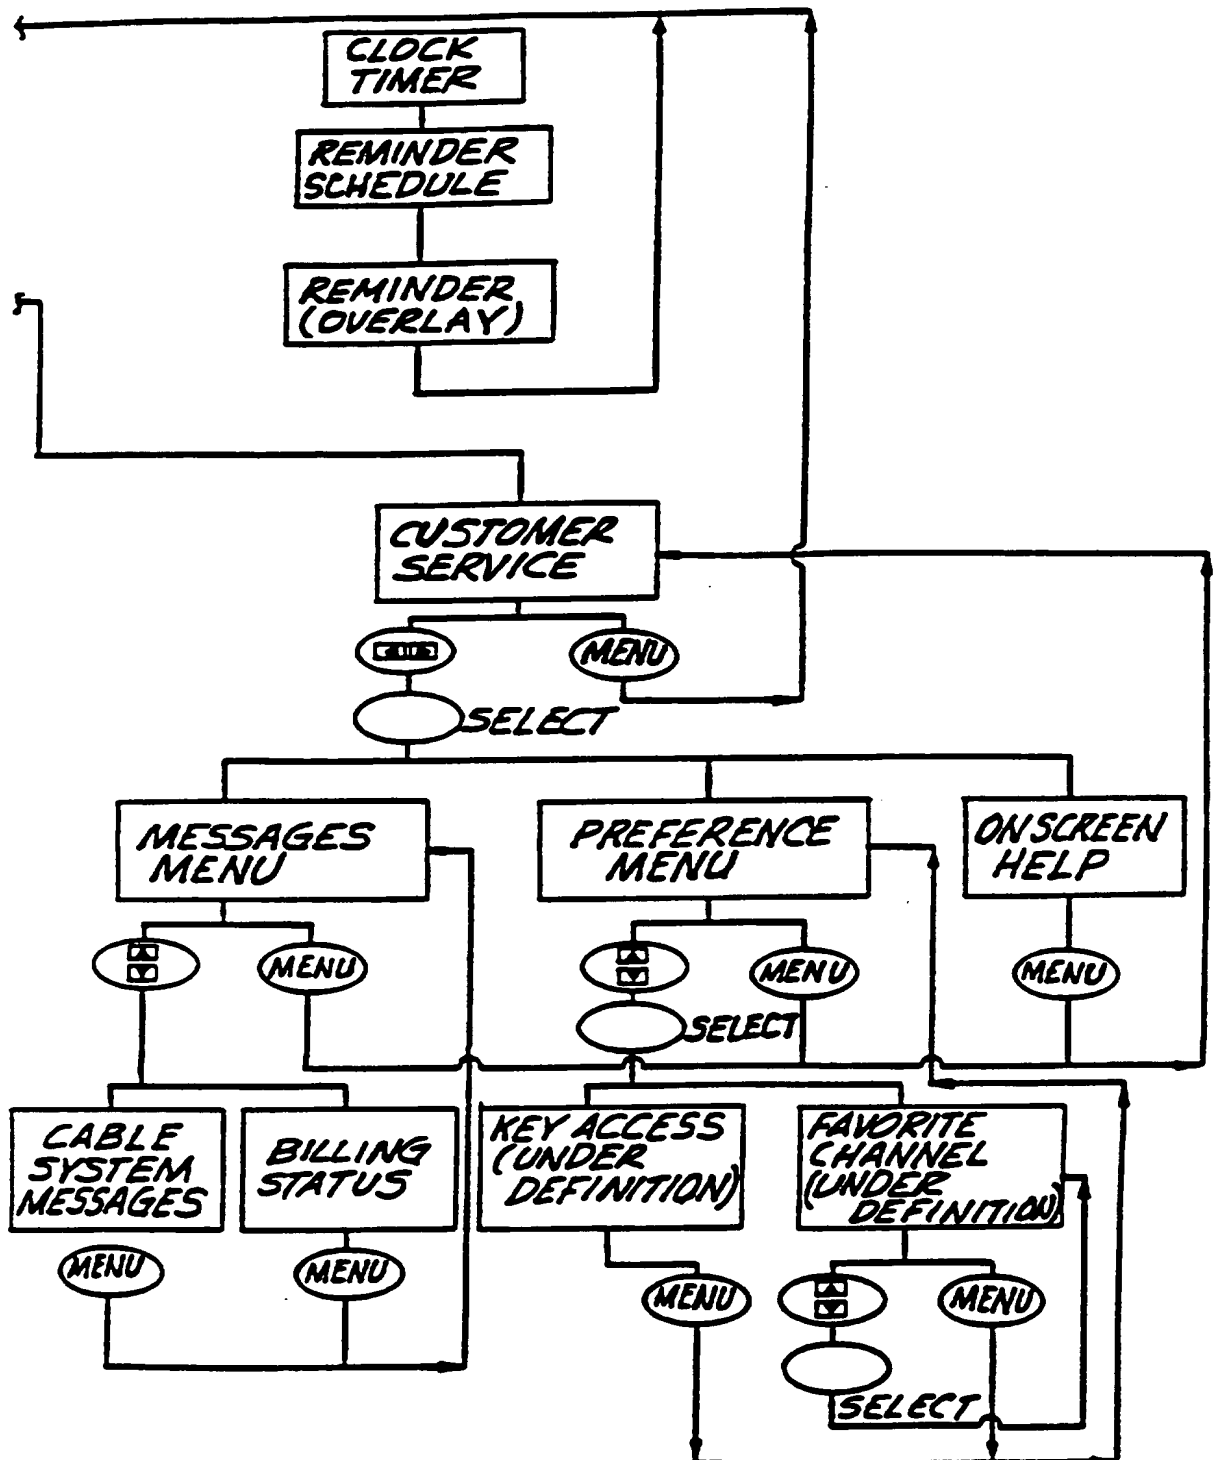 CLOCK
TIMER
REMINDER
SCHEDULE
REMINDER
(OVERLAY)
CUSTOMER
SERVICE
MENU
SELECT
MESSAGES
MENU
PREFERENCE
MENU
ON SCREEN
HELP
MENU
MENU
MENU
SELECT
CABLE
SYSTEM
MESSAGES
BILLING
STATUS
KEY ACCESS
(UNDER
DEFINITION)
FAVORITE
CHANNEL
(UNDER
DEFINITION)
MENU
MENU
MENU
MENU
SELECT